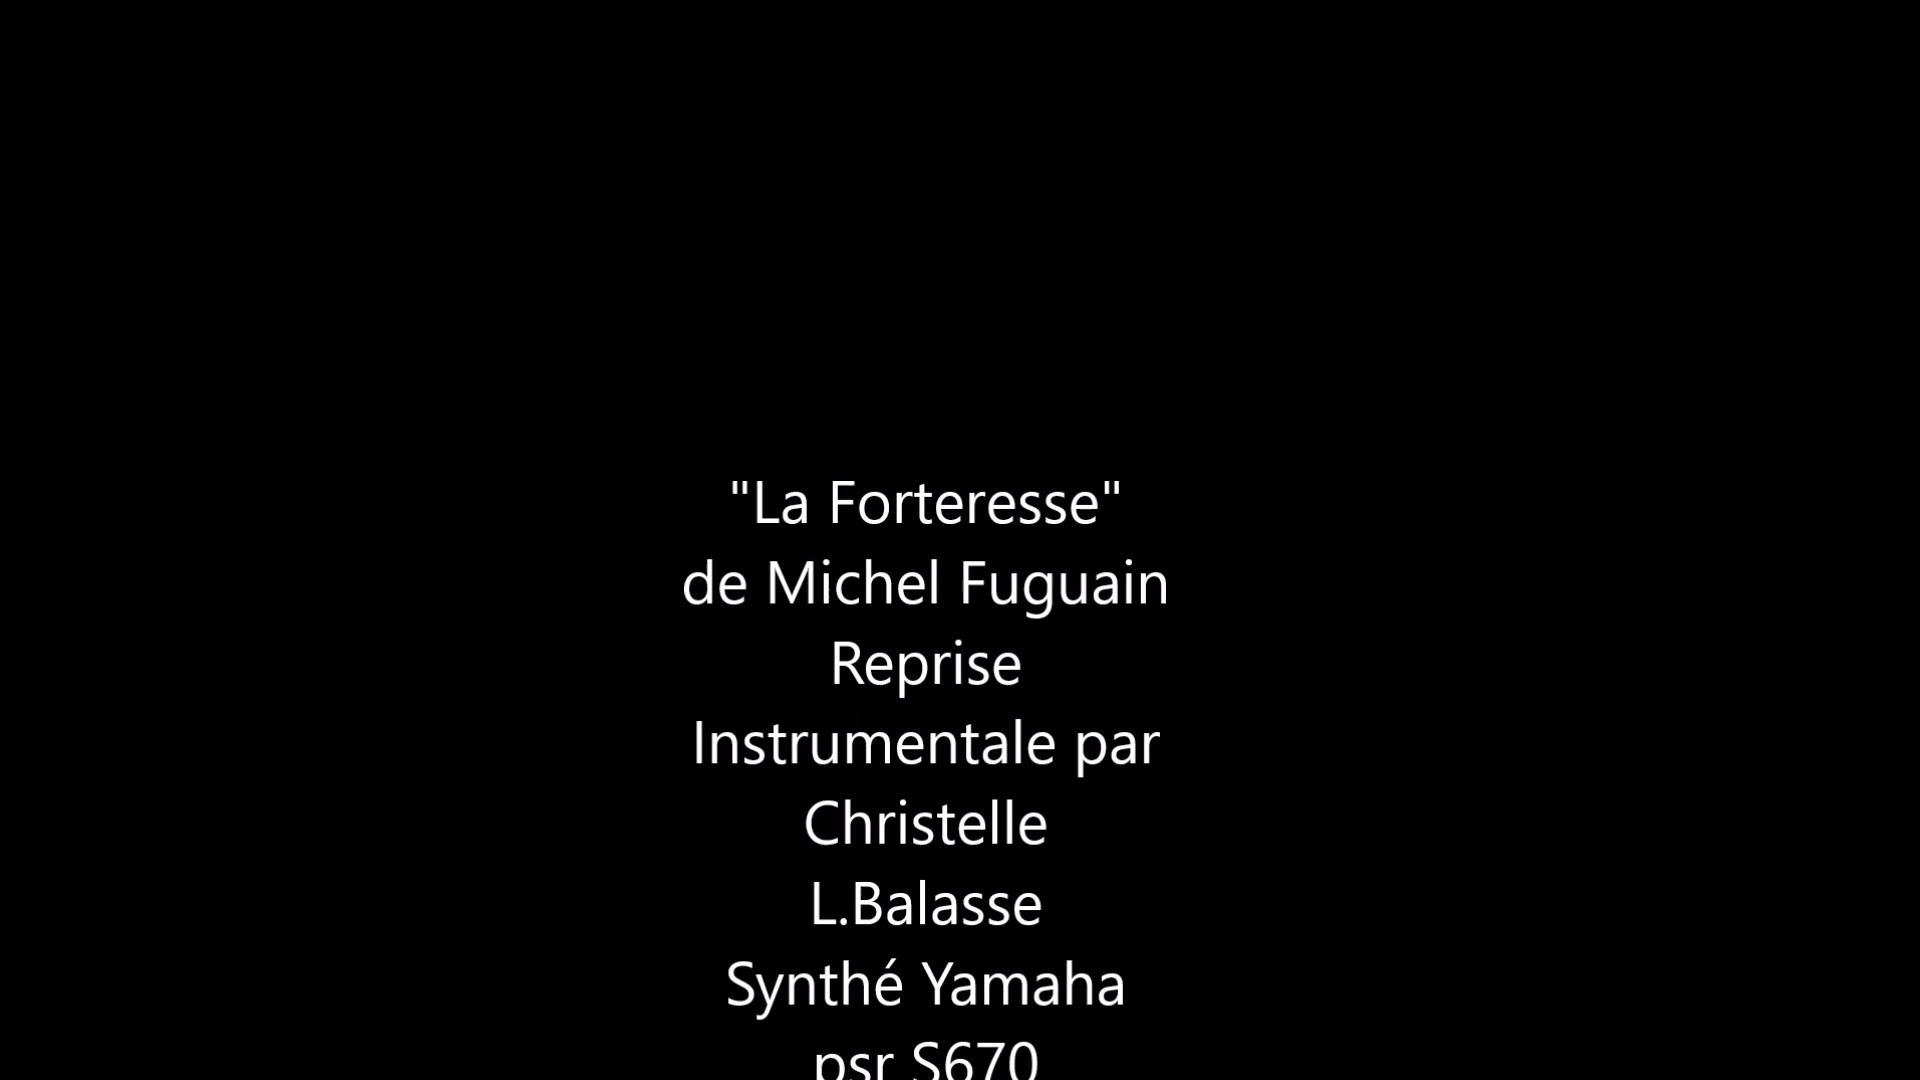 "La Forteresse"
de Michel Fuguain
Reprise
Instrumentale par
Christelle
L.Balasse
Synthé Yamaha
psr S670